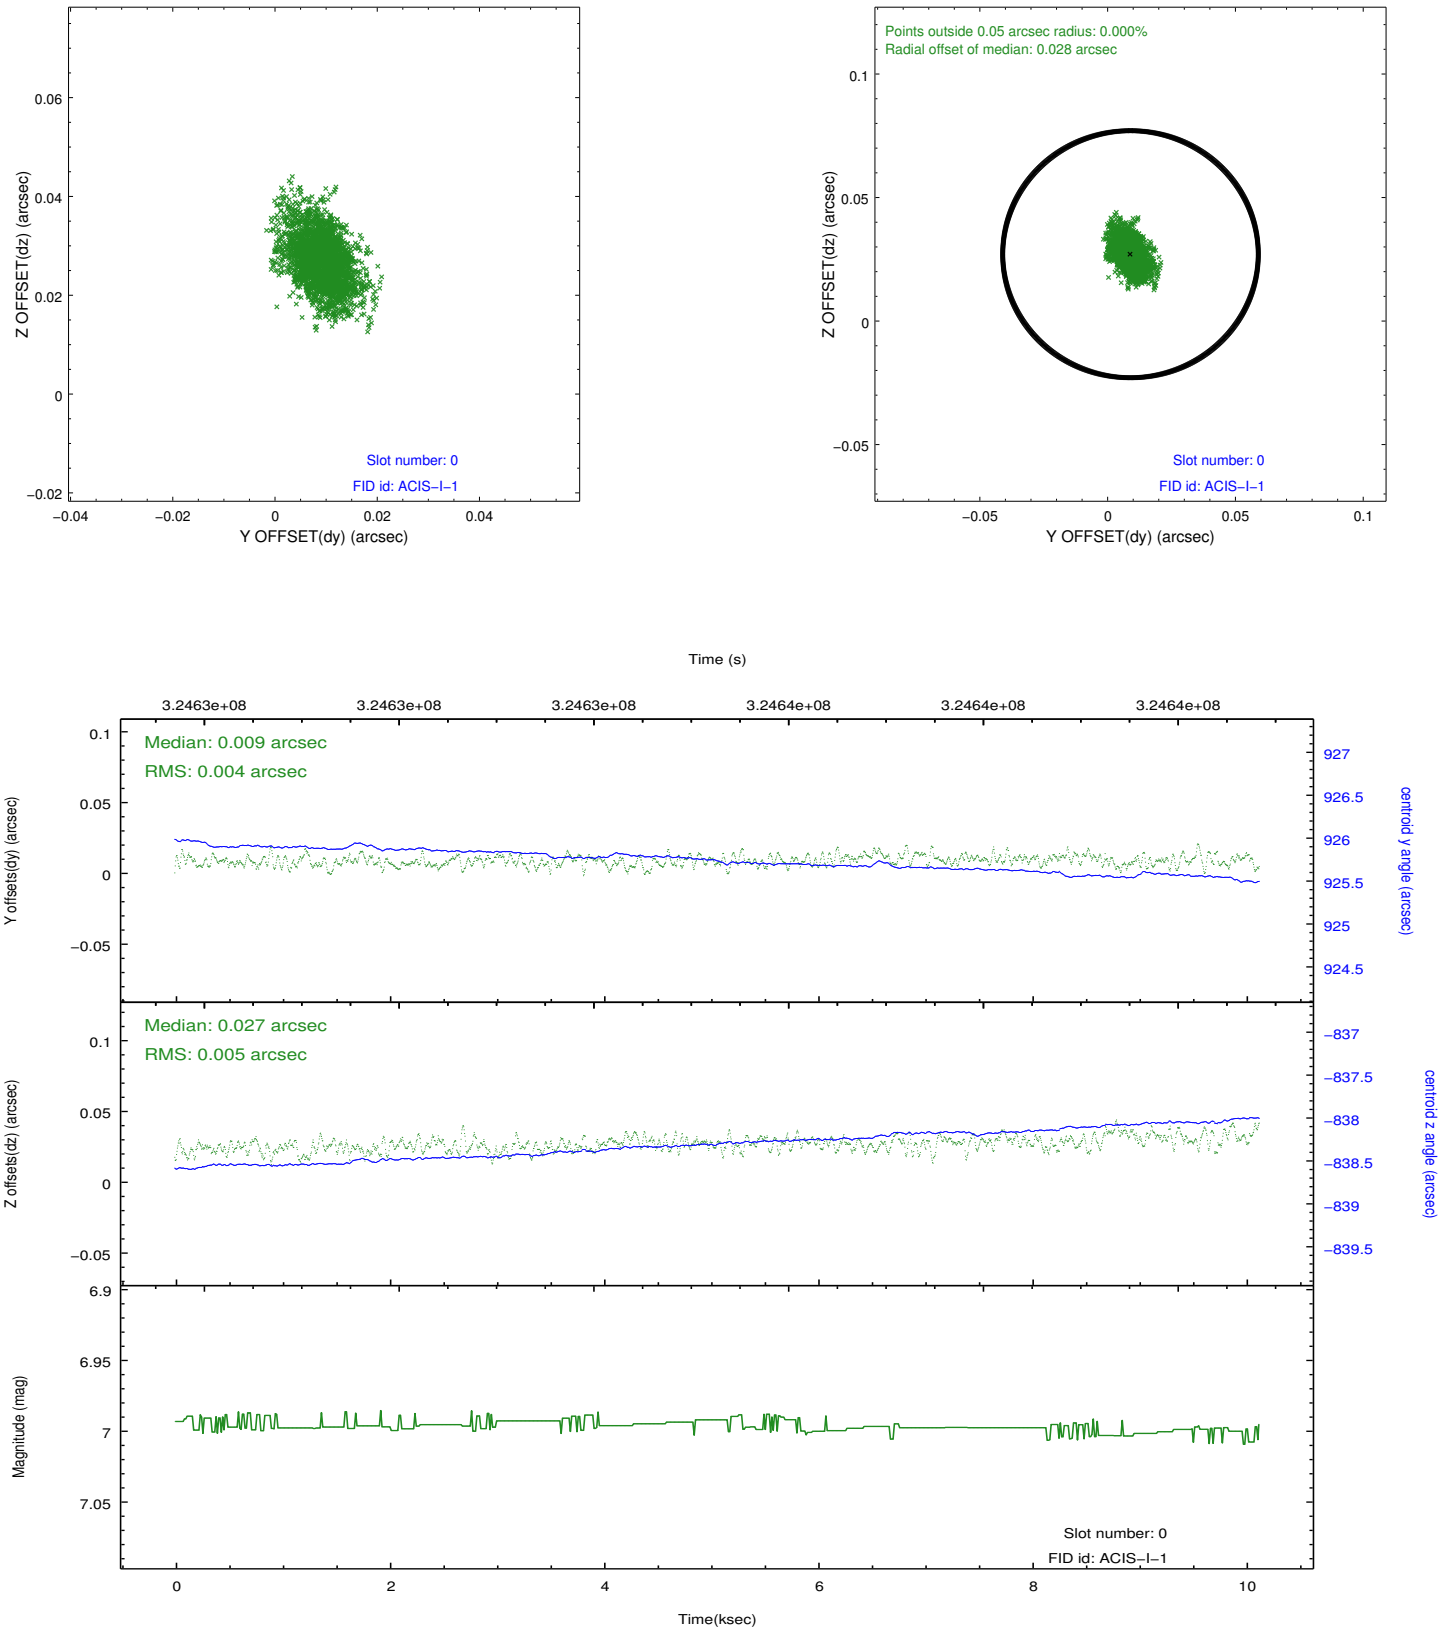 0.06
0.04
0.02
0
−0.02
Z OFFSET(dz) (arcsec)
Slot number: 0
FID id: ACIS−I−1
−0.04
−0.02
0
0.02
0.04
Y OFFSET(dy) (arcsec)
Points outside 0.05 arcsec radius: 0.000%
Radial offset of median: 0.028 arcsec
0.1
0.05
0
−0.05
Z OFFSET(dz) (arcsec)
Slot number: 0
FID id: ACIS−I−1
−0.05
0
0.05
0.1
Y OFFSET(dy) (arcsec)
Time (s)
3.2463e+08
3.2463e+08
3.2463e+08
3.2464e+08
3.2464e+08
3.2464e+08
Median: 0.009 arcsec
RMS: 0.004 arcsec
0.1
0.05
0
−0.05
Y offsets(dy) (arcsec)
927
926.5
926
925.5
925
924.5
centroid y angle (arcsec)
Median: 0.027 arcsec
RMS: 0.005 arcsec
0.1
0.05
0
−0.05
Z offsets(dz) (arcsec)
−837
−837.5
−838
−838.5
−839
−839.5
centroid z angle (arcsec)
6.9
6.95
7
7.05
Magnitude (mag)
Slot number: 0
FID id: ACIS−I−1
0
2
4
6
8
10
Time(ksec)